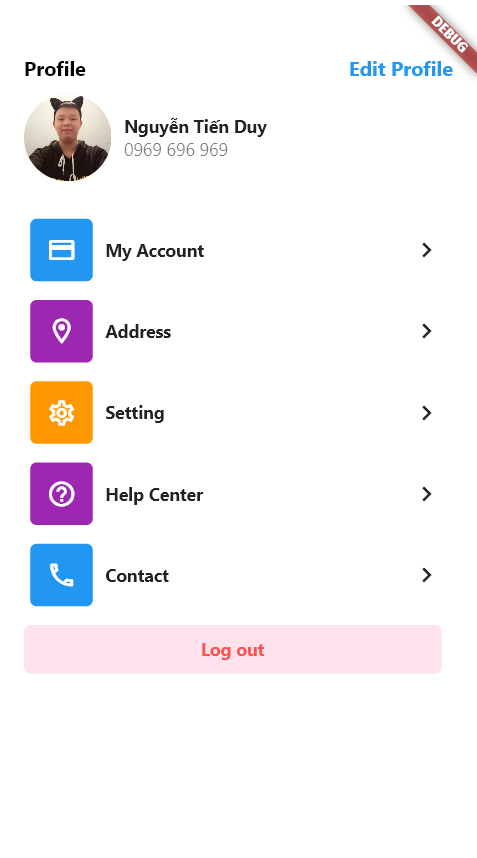 DEBUG
Profile
Edit Profile
Nguyễn Tiến Duy
0969 696 969
My Account
Address
Setting
Help Center
Contact
Log out